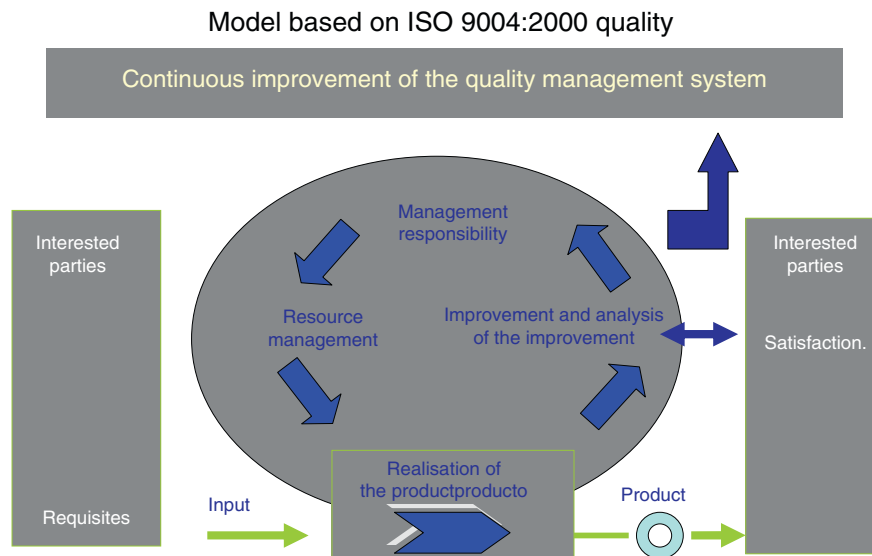 Model based on ISO 9004:2000 quality
Continuous improvement of the quality management system
Interested
parties
Requisites
Management
responsibility
Resource
management
Improvement and analysis
of the improvement
Realisation of
the productproducto
Input
Product
Interested
parties
Satisfaction.